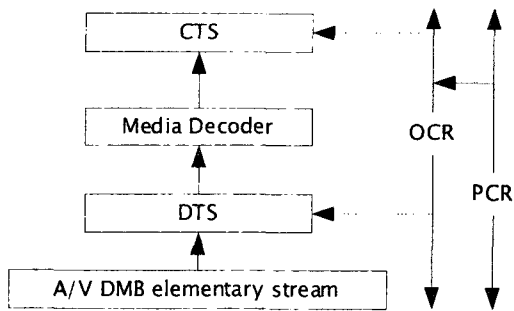 CTS
Media Decoder
OCR
PCR
DTS
A/V DMB elementary stream